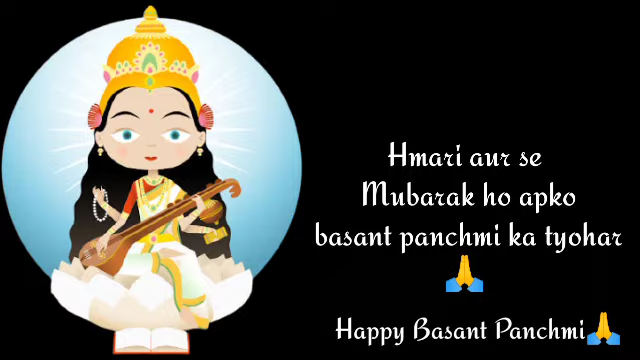 Hmari aur se
Mubarak ho apko
basant panchmi ka tyohar
🙏
Happy Basant Panchmi🙏